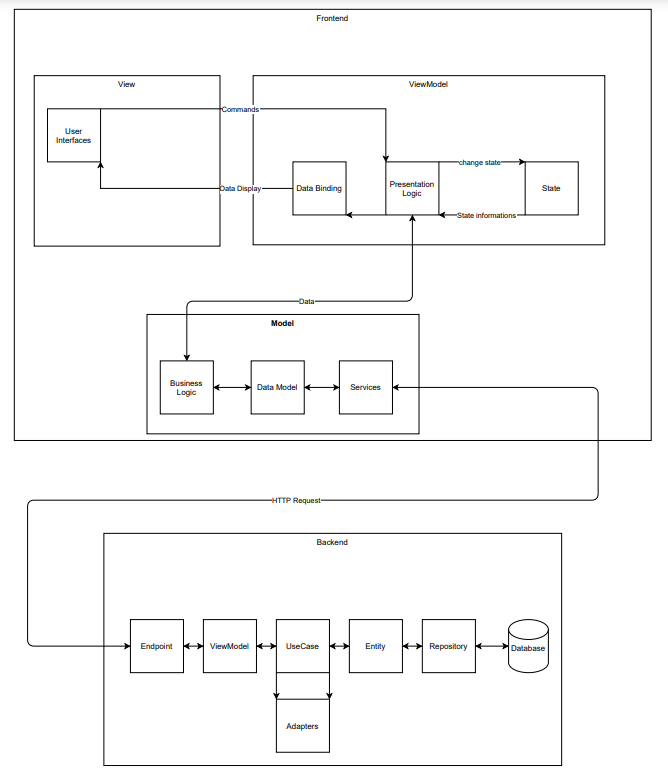 Frontend
View
ViewModel
Commands
User
Interfaces
change state
Data Display
Data Binding
Presentation
Logic
State
State informations
Data
Model
Business
Logic
Data Model
Services
HTTP Request
Backend
Endpoint
ViewModel
UseCase
Entity
Repository
Database
Adapters